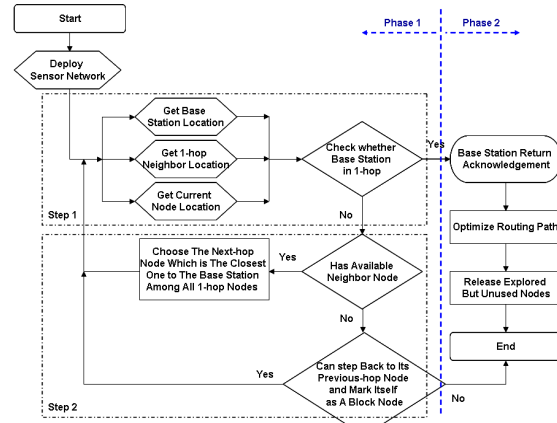 Start
Phase 1
Phase 2
Deploy
Sensor Network
Get Base
Station Location
Get 1-hop
Neighbor Location
Get Current
Node Location
Check whether
Base Station
in 1-hop
Yes
Base Station Return
Acknowledgement
Step 1
No
Optimize Routing Path
Choose The Next-hop
Node Which is The Closest
One to The Base Station
Among All 1-hop Nodes
Yes
Has Available
Neighbor Node
Release Explored
But Unused Nodes
No
End
Can step Back to Its
Previous-hop Node
and Mark Itself
as A Block Node
Yes
No
Step 2